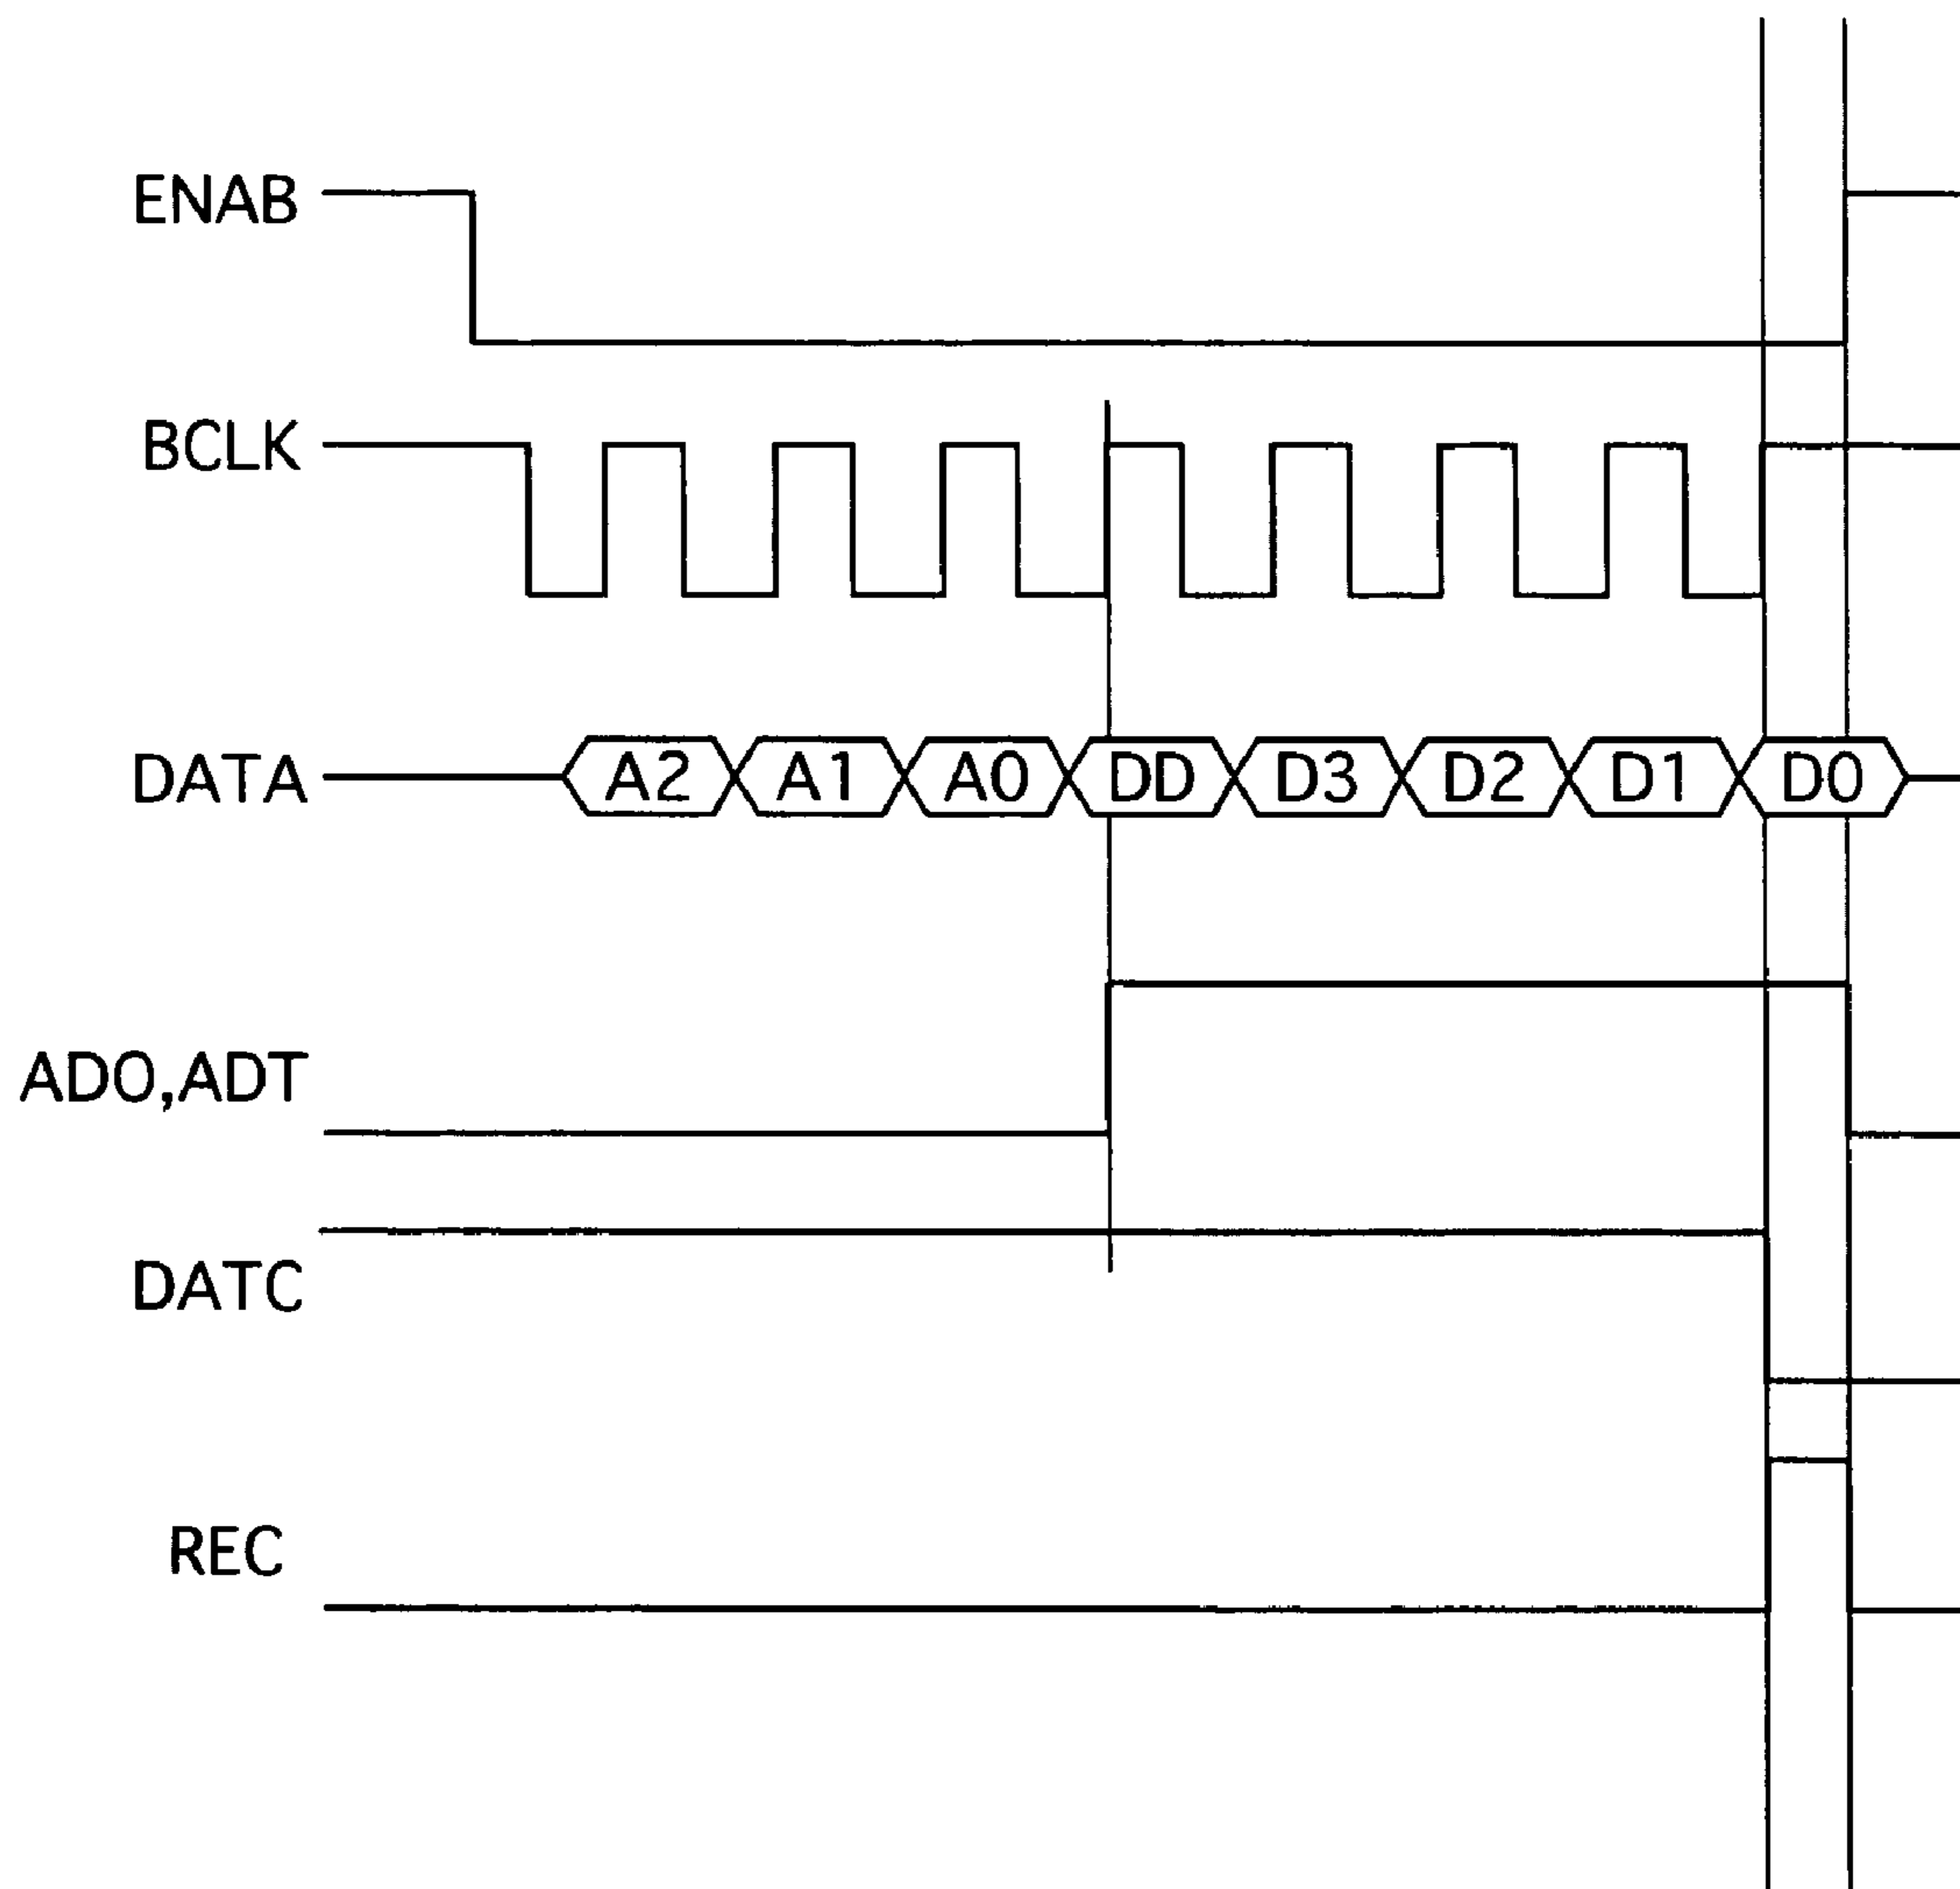 ENAB
BCLK
DATA A2 A1 A0 DD D3 D2 D1 D0
ADO,ADT
DATC
REC